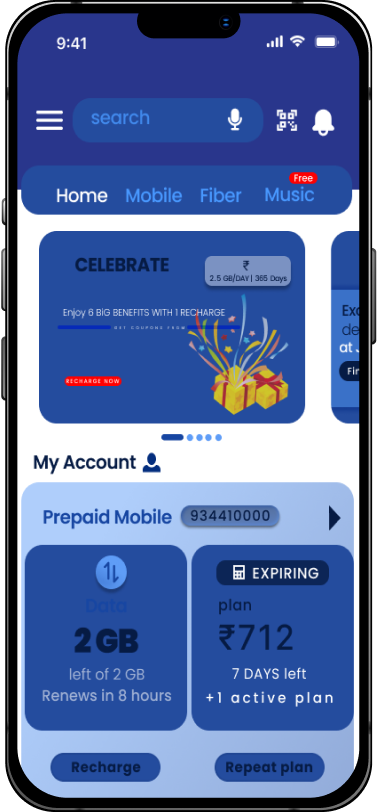 9:41
search
Free
Home Mobile Fiber Music
CELEBRATE
₹
2.5 GB/DAY | 365 Days
Enjoy 6 BIG BENEFITS WITH 1 RECHARGE
GET COUPONS FROM
RECHARGE NOW
Exc
de
at J
Fin
My Account
Prepaid Mobile 934410000
Data
2 GB
left of 2 GB
Renews in 8 hours
EXPIRING
plan
₹712
7 DAYS left
+1 active plan
Recharge
Repeat plan